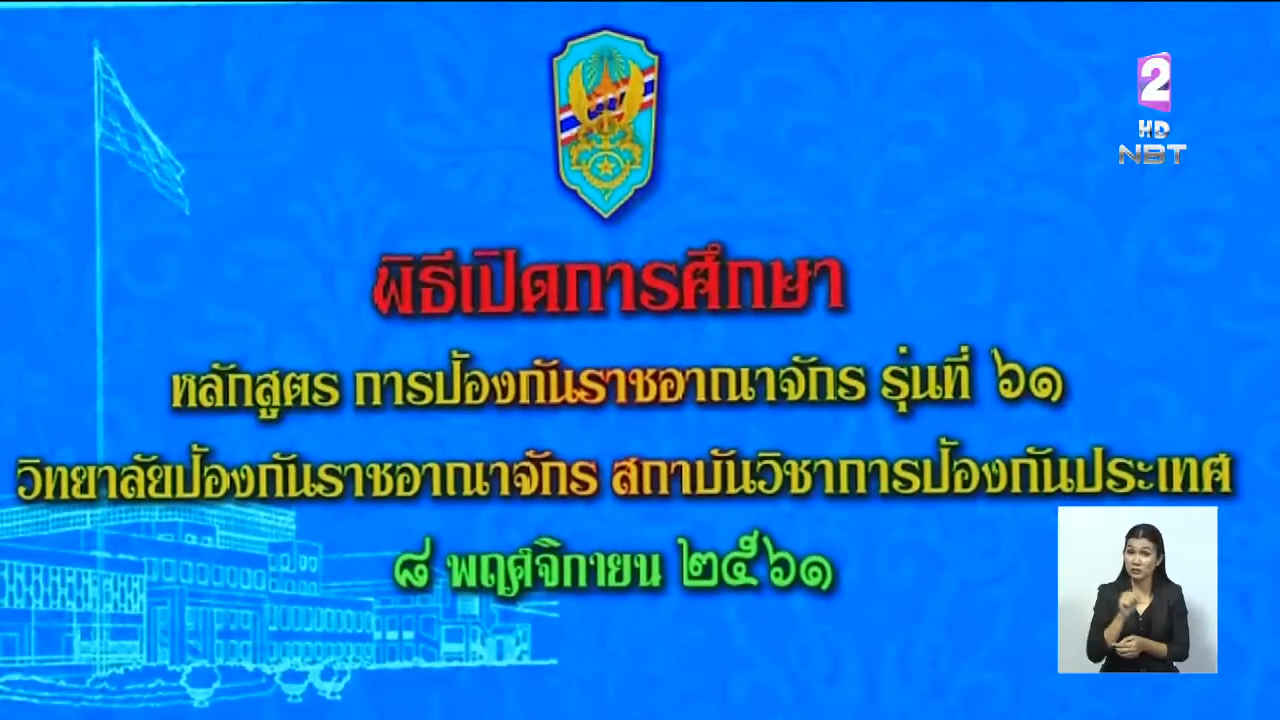 2
HD
NBT
พิธีเปิดการศึกษา
หลักสูตร การป้องกันราชอาณาจักร รุ่นที่ ๖๑
วิทยาลัยป้องกันราชอาณาจักร สถาบันวิชาการป้องกันประเทศ
๘ พฤศจิกายน ๒๕๖๑